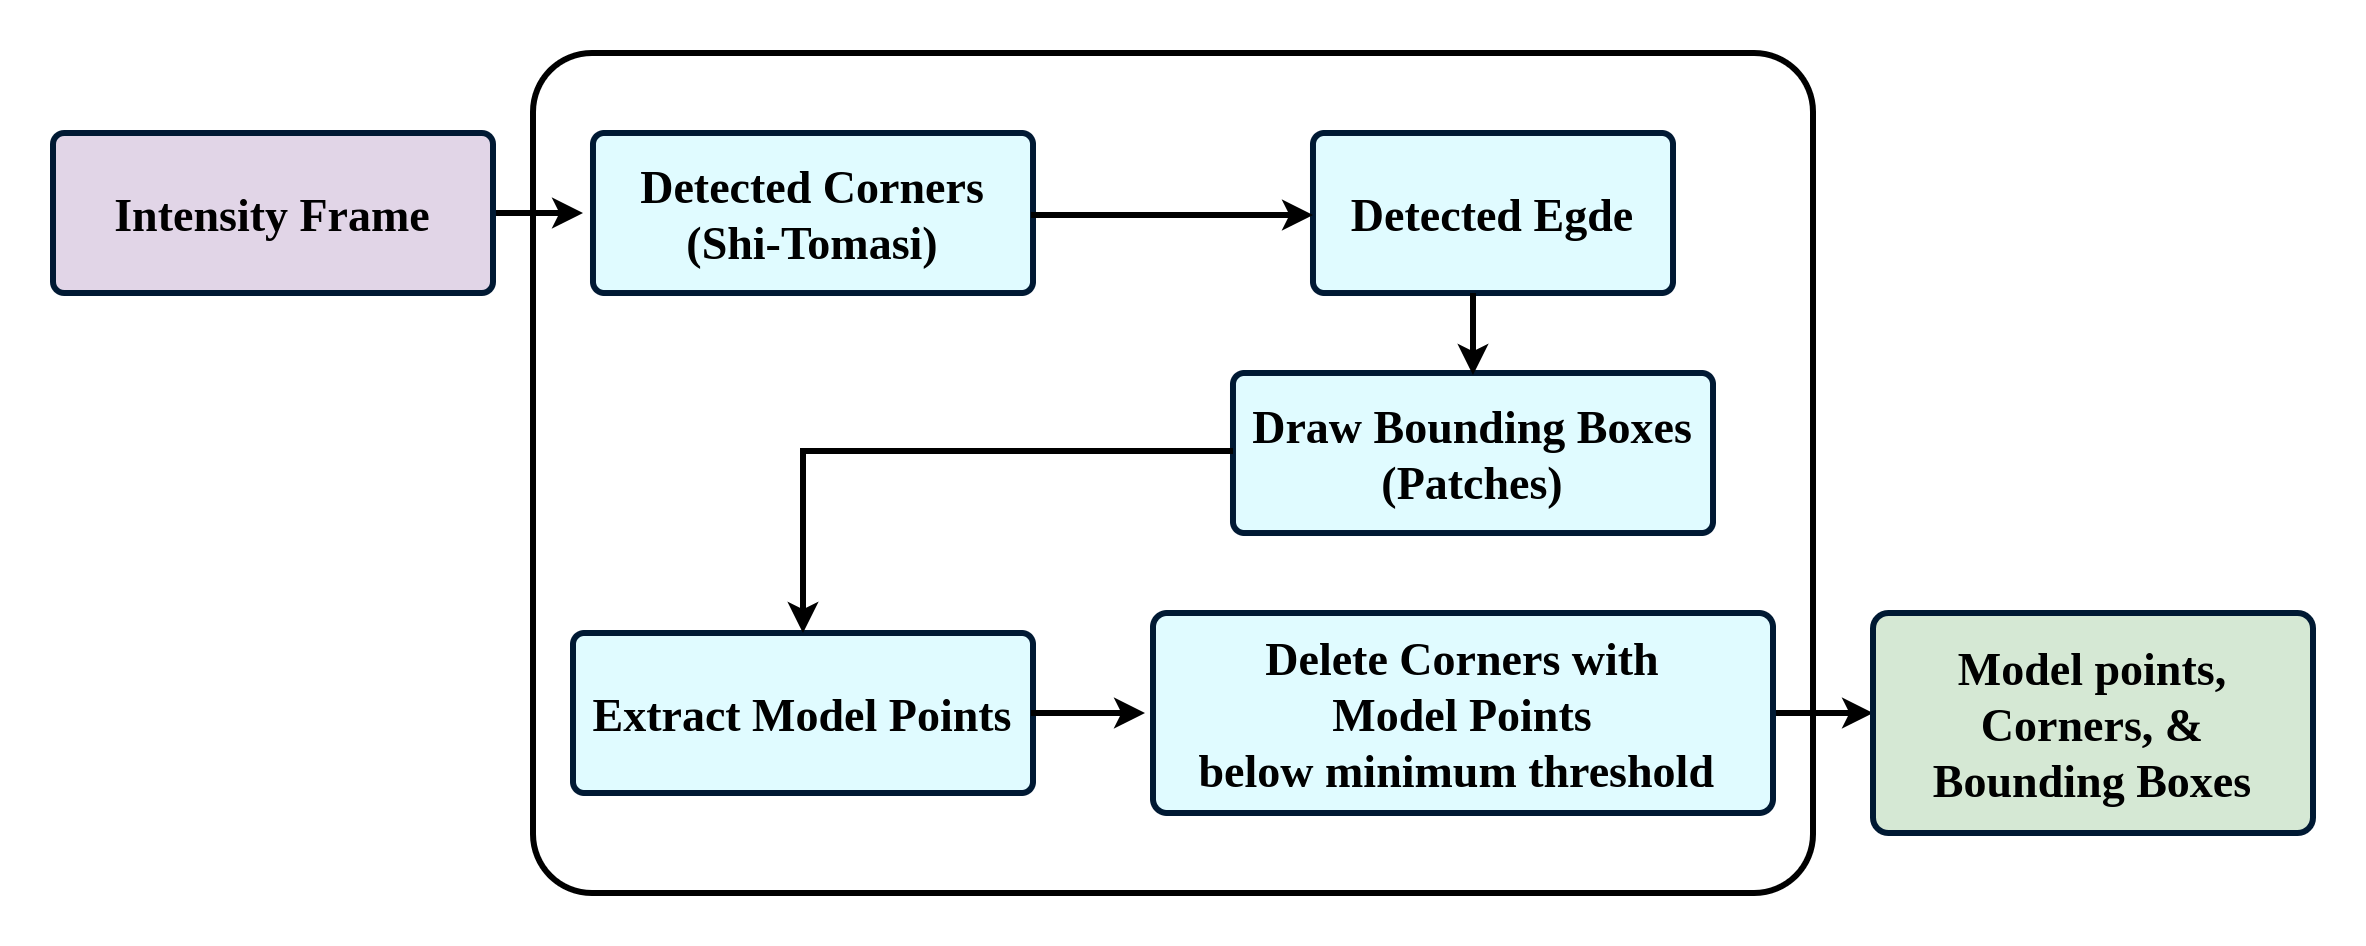 Intensity Frame
Detected Corners
(Shi-Tomasi)
Detected Egde
Draw Bounding Boxes
(Patches)
Extract Model Points
Delete Corners with
Model Points
below minimum threshold
Model points,
Corners, &
Bounding Boxes